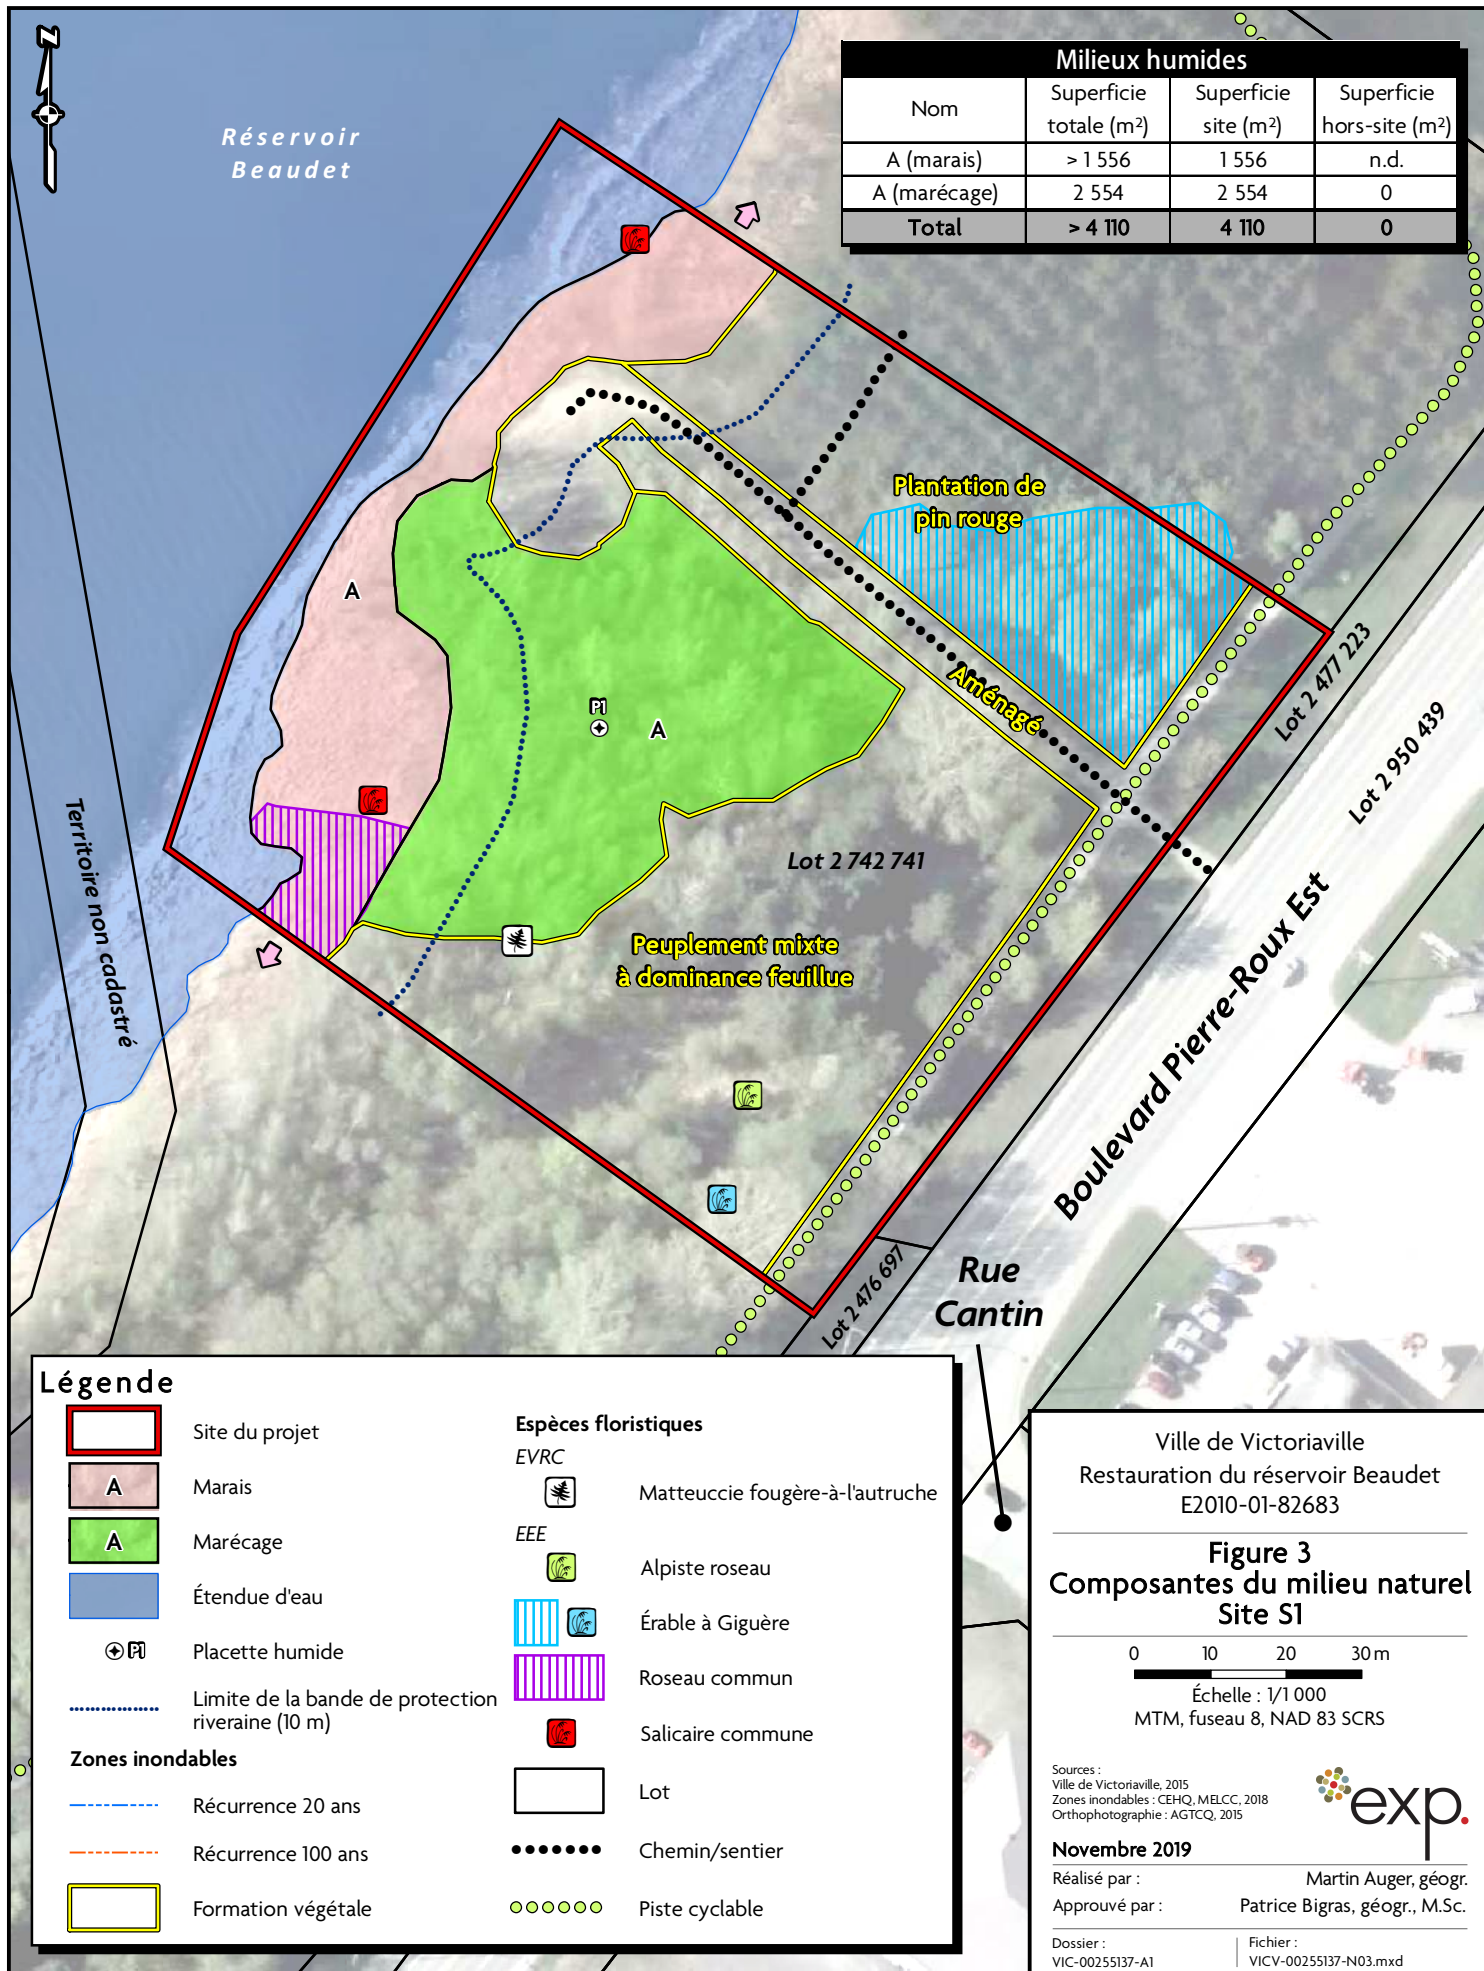 N
Réservoir
Beaudet
Milieux humides
Nom
Superficie
totale (m²)
Superficie
site (m²)
Superficie
hors-site (m²)
A (marais)
> 1 556
1 556
n.d.
A (marécage)
2 554
2 554
0
Total
> 4 110
4 110
0
Plantation de
pin rouge
A
P1
A
Aménagé
Lot 2 477 223
Lot 2 950 439
Territoire non cadastré
Lot 2 742 741
Peuplement mixte
à dominance feuillue
Boulevard Pierre-Roux Est
Lot 2 476 697
Rue
Cantin
Légende
Site du projet
A
Marais
A
Marécage
Étendue d'eau
P1
Placette humide
Limite de la bande de protection
riveraine (10 m)
Zones inondables
Récurrence 20 ans
Récurrence 100 ans
Formation végétale
Espèces floristiques
EVRC
Matteuccie fougère-à-l'autruche
EEE
Alpiste roseau
Érable à Giguère
Roseau commun
Salicaire commune
Lot
Chemin/sentier
Piste cyclable
Ville de Victoriaville
Restauration du réservoir Beaudet
E2010-01-82683
Figure 3
Composantes du milieu naturel
Site S1
0 10 20 30 m
Échelle : 1/1 000
MTM, fuseau 8, NAD 83 SCRS
Sources :
Ville de Victoriaville, 2015
Zones inondables : CEHQ, MELCC, 2018
Orthophotographie : AGTCQ, 2015
exp.
Novembre 2019
Réalisé par : Martin Auger, géogr.
Approuvé par : Patrice Bigras, géogr., M.Sc.
Dossier :
VIC-00255137-A1
Fichier :
VICV-00255137-N03.mxd